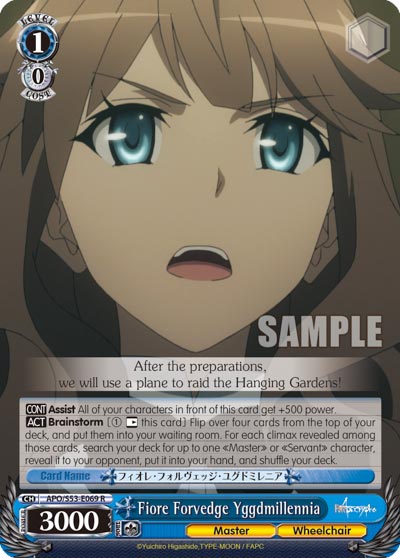 LEVEL
1
0
COST
SAMPLE
After the preparations,
we will use a plane to raid the Hanging Gardens!
CONT Assist All of your characters in front of this card get +500 power.
ACT Brainstorm [① this card] Flip over four cards from the top of your
deck, and put them into your waiting room. For each climax revealed among
those cards, search your deck for up to one «Master» or «Servant» character,
reveal it to your opponent, put it into your hand, and shuffle your deck.
Card Name フィオレ・フォルヴェッジ・ユグドミレニア
CH APO/S53-E069 R
3000
POWER
Fiore Forvedge Yggdmillennia
Master
Wheelchair
©Yuichiro Higashide,TYPE-MOON / FAPC